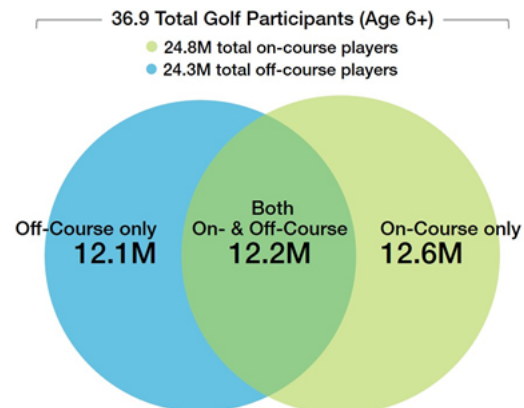 36.9 Total Golf Participants (Age 6+)
24.8M total on-course players
24.3M total off-course players
Off-Course only
12.1M
Both
On- & Off-Course
12.2M
On-Course only
12.6M